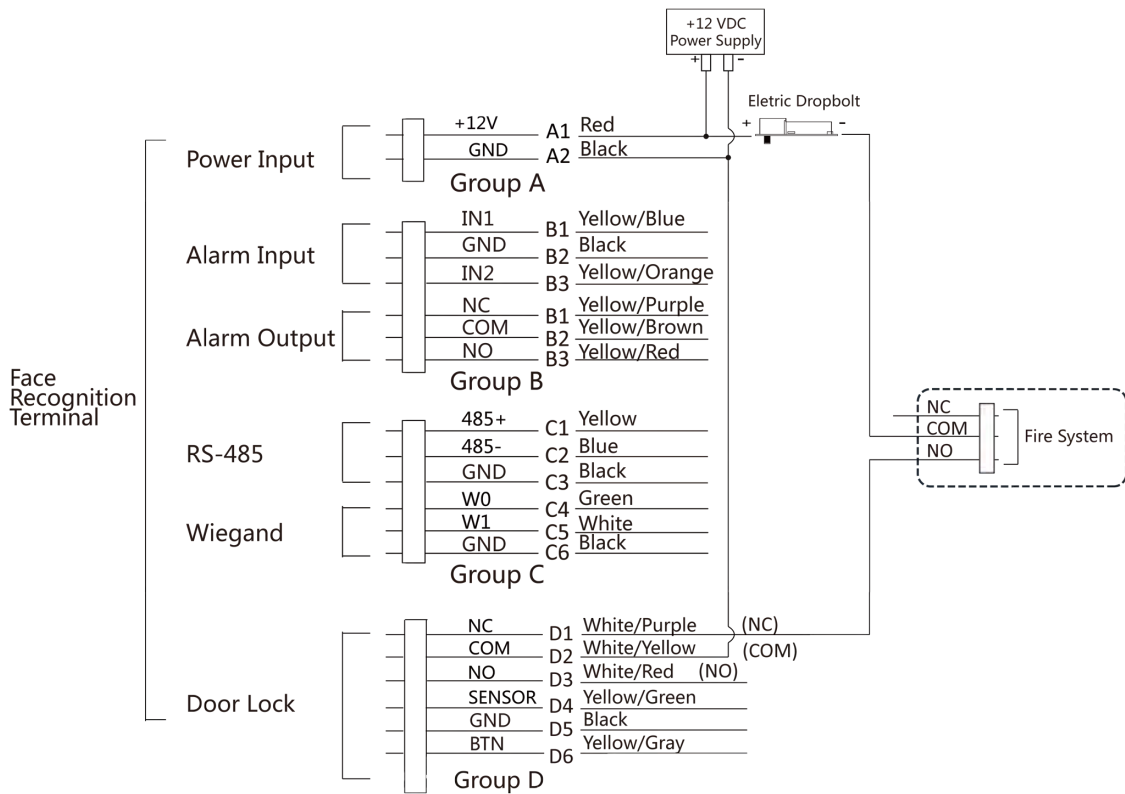 +12 VDC
Power Supply
+ -
Eletric Dropbolt
+ -
Face
Recognition
Terminal
Power Input
+12V A1 Red
GND A2 Black
Group A
Alarm Input
IN1 B1 Yellow/Blue
GND B2 Black
IN2 B3 Yellow/Orange
Alarm Output
NC B1 Yellow/Purple
COM B2 Yellow/Brown
NO B3 Yellow/Red
Group B
RS-485
485+ C1 Yellow
485- C2 Blue
GND C3 Black
Wiegand
W0 C4 Green
W1 C5 White
GND C6 Black
Group C
Door Lock
NC D1 White/Purple (NC)
COM D2 White/Yellow (COM)
NO D3 White/Red (NO)
SENSOR D4 Yellow/Green
GND D5 Black
BTN D6 Yellow/Gray
Group D
NC
COM
NO
Fire System